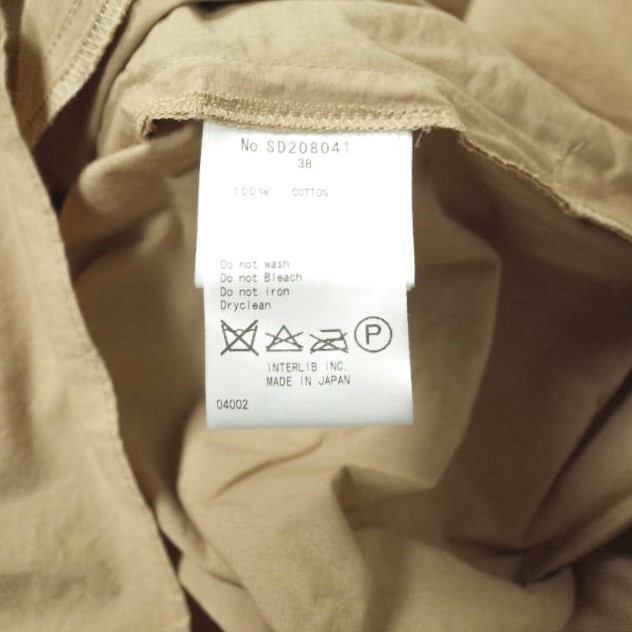 No.SD208041
38
100% COTTON
Do not wash
Do not Bleach
Do not iron
Dryclean
P
INTERLIB INC.
MADE IN JAPAN
04002